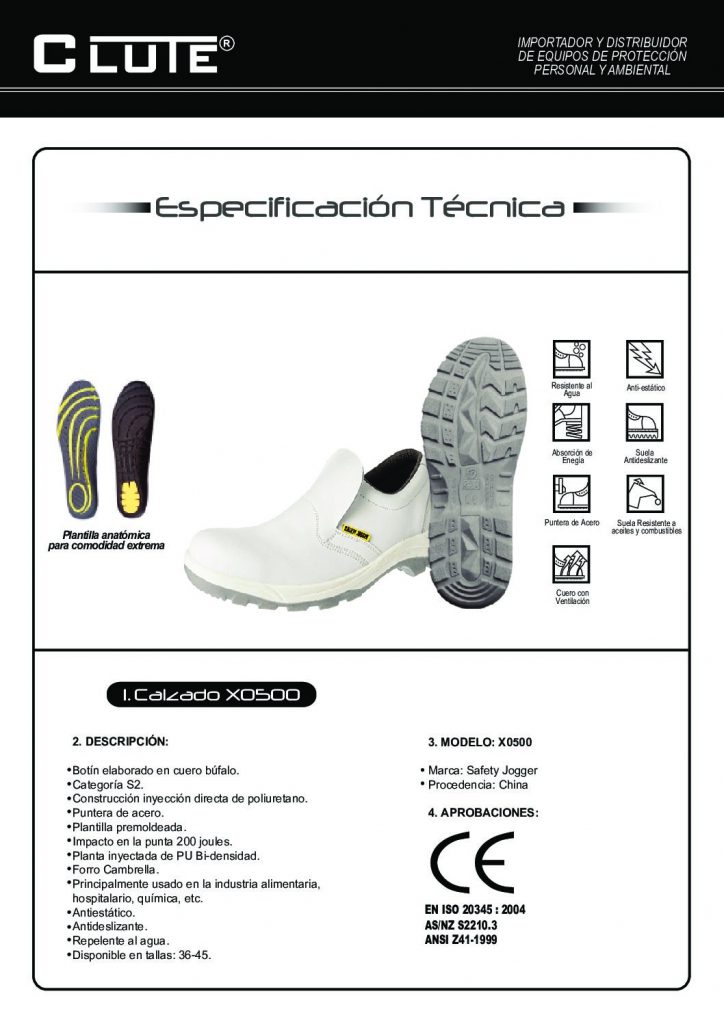 CLUTE®
IMPORTADOR Y DISTRIBUIDOR
DE EQUIPOS DE PROTECCIÓN
PERSONAL Y AMBIENTAL
Especificación Técnica
Resistente al
Agua
Anti-estático
Absorción de
Enegia
Suela
Antideslizante
Puntera de Acero
Suela Resistente a
aceites y combustibles
Cuero con
Ventilación
Plantilla anatómica
para comodidad extrema
1. Calzado X0500
2. DESCRIPCIÓN:
•Botín elaborado en cuero búfalo.
•Categoría S2.
•Construcción inyección directa de poliuretano.
•Puntera de acero.
•Plantilla premoldeada.
•Impacto en la punta 200 joules.
•Planta inyectada de PU Bi-densidad.
•Forro Cambrella.
•Principalmente usado en la industria alimentaria,
hospitalario, química, etc.
•Antiestático.
•Antideslizante.
•Repelente al agua.
•Disponible en tallas: 36-45.
3. MODELO: X0500
• Marca: Safety Jogger
• Procedencia: China
4. APROBACIONES:
CE
EN ISO 20345 : 2004
AS/NZ S2210.3
ANSI Z41-1999